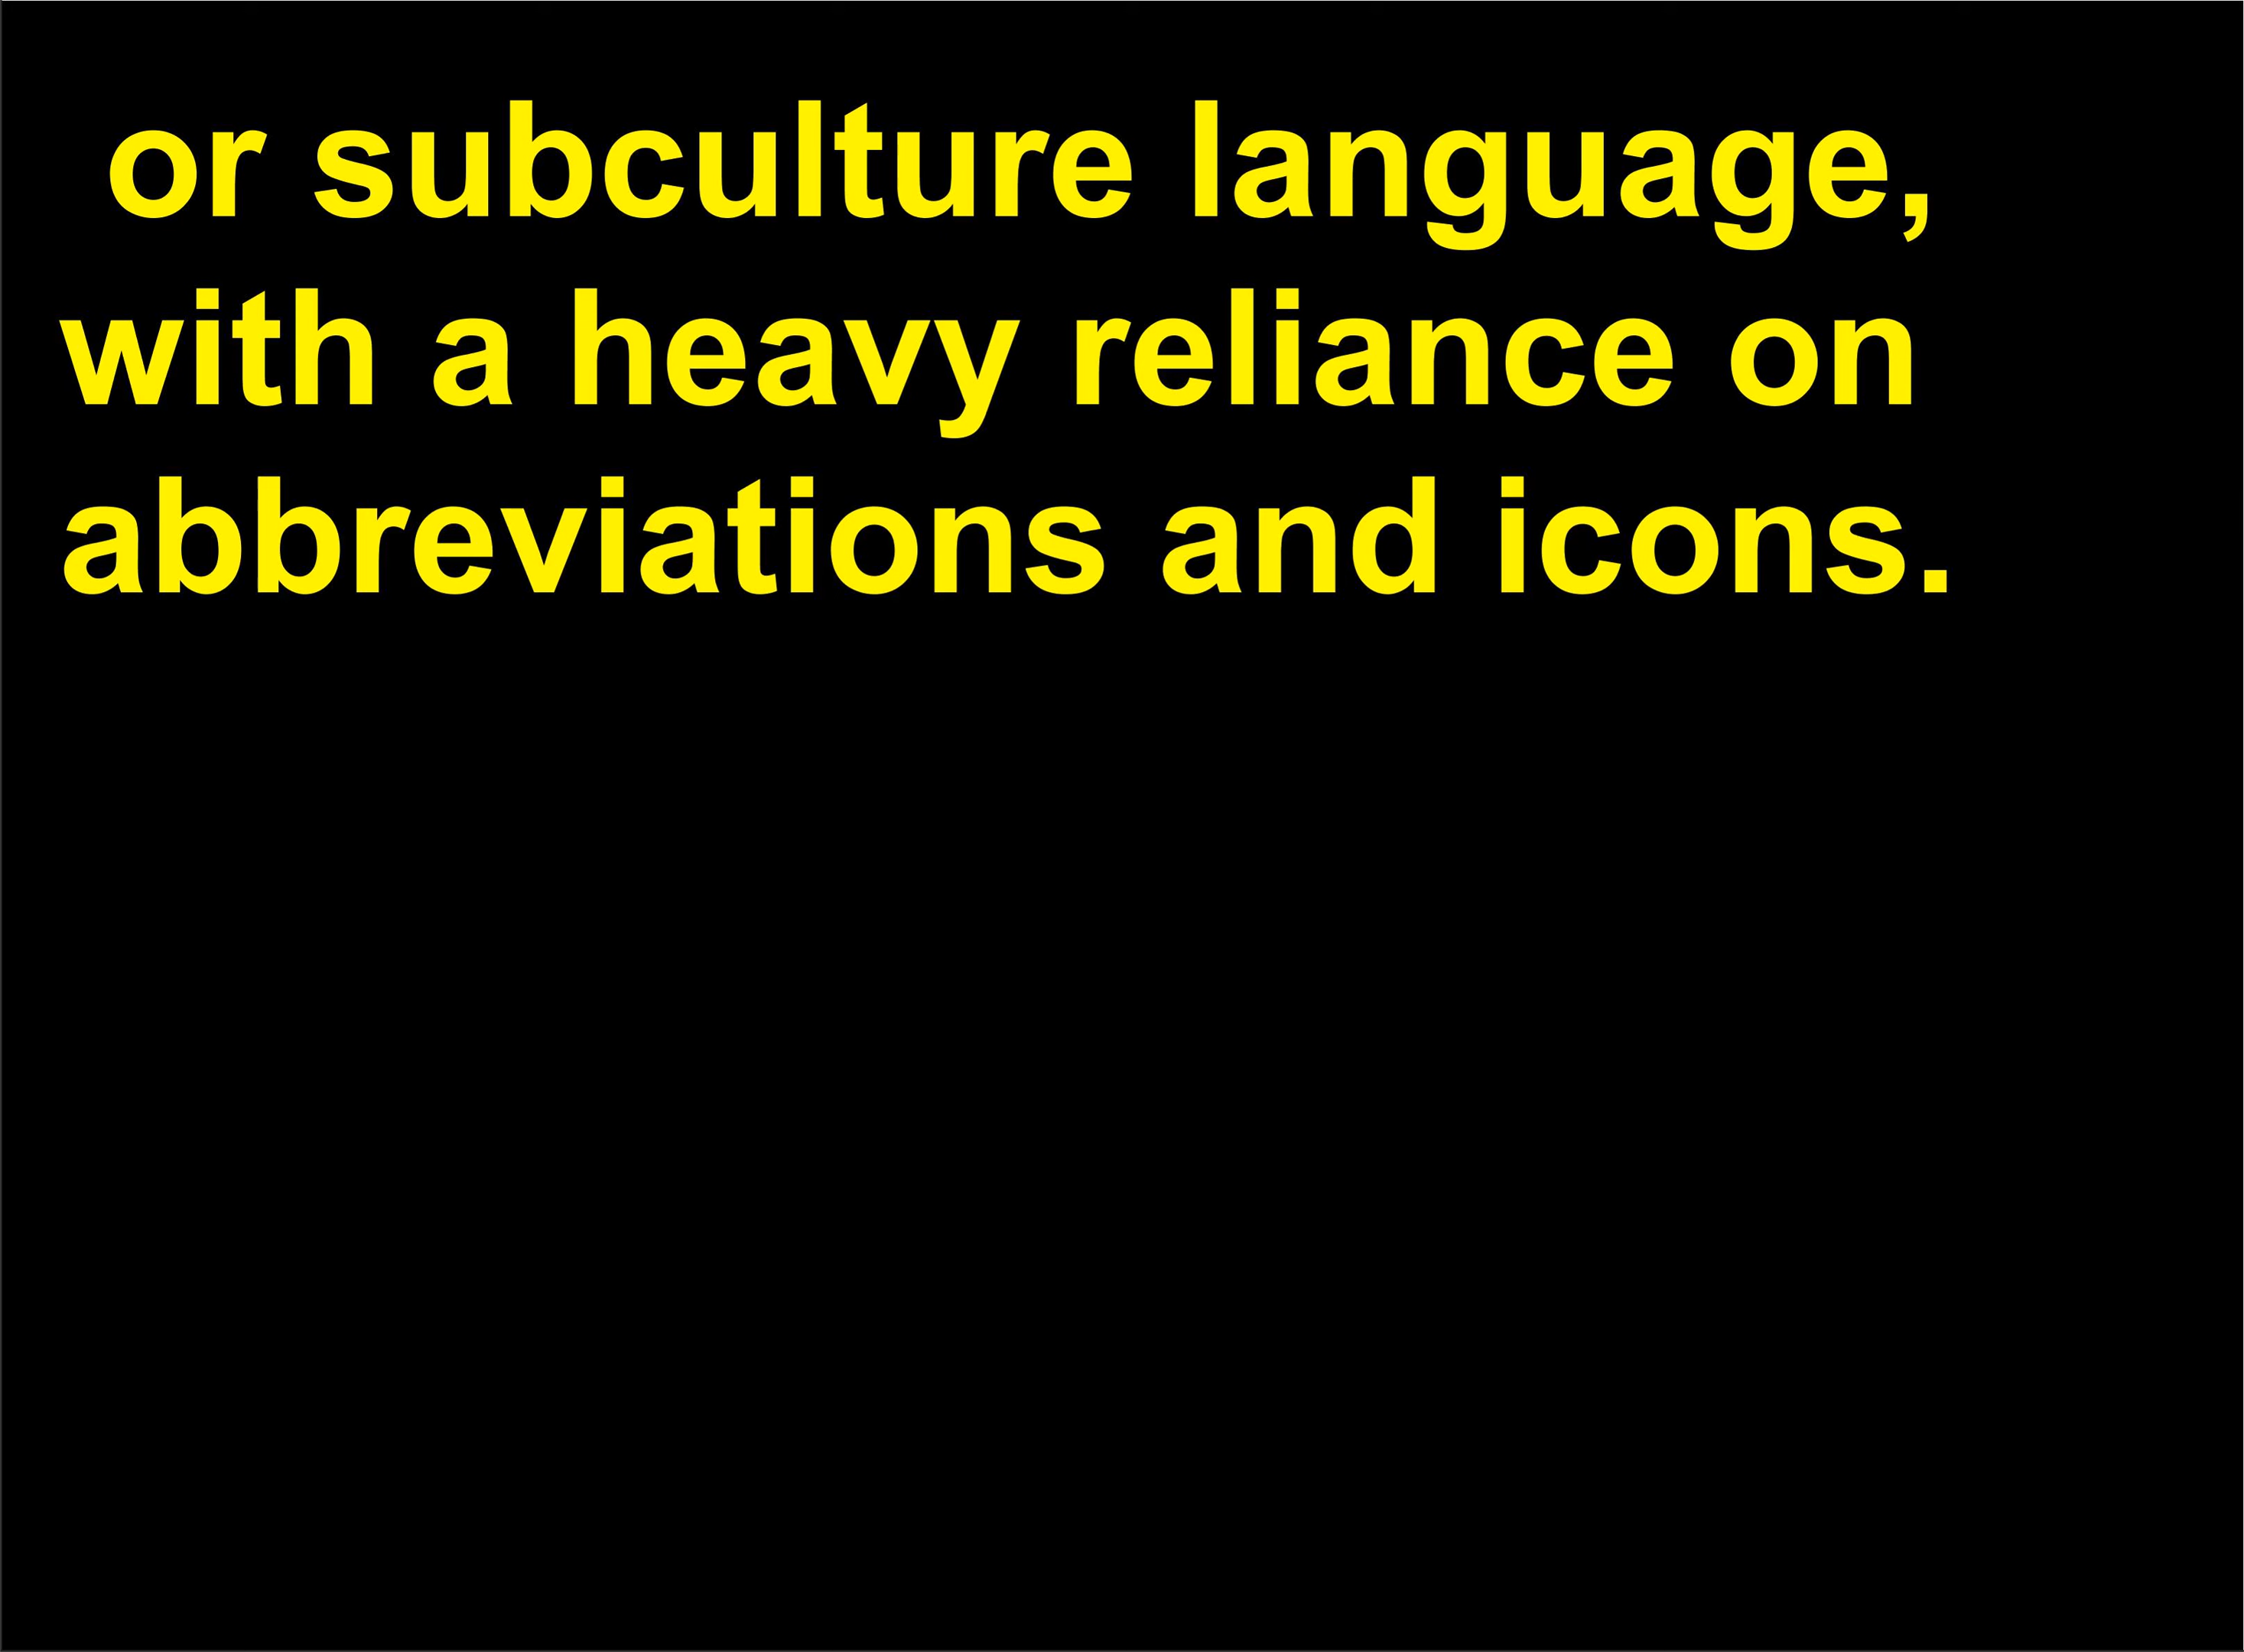 or subculture language,
with a heavy reliance on
abbreviations and icons.